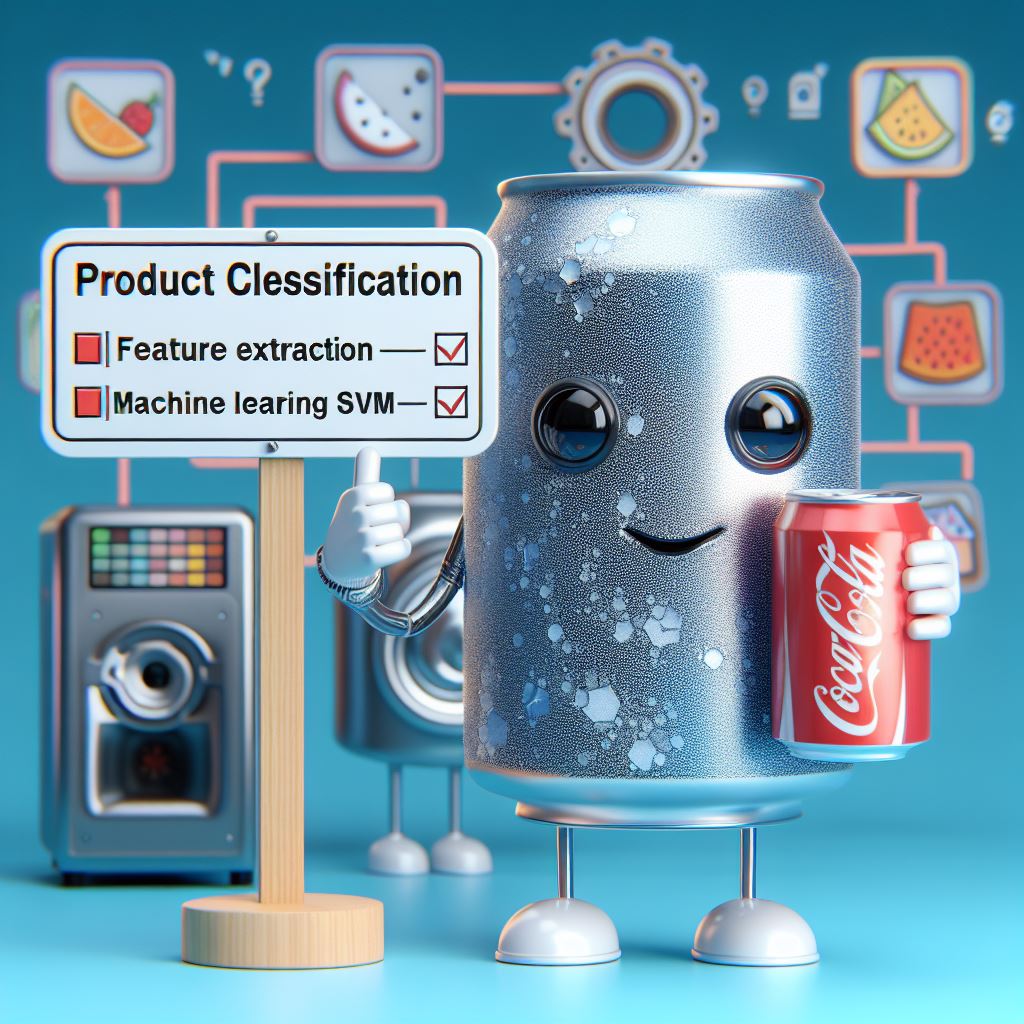 Product Clessification
Feature extraction
Machine learing SVM
Coca Cola